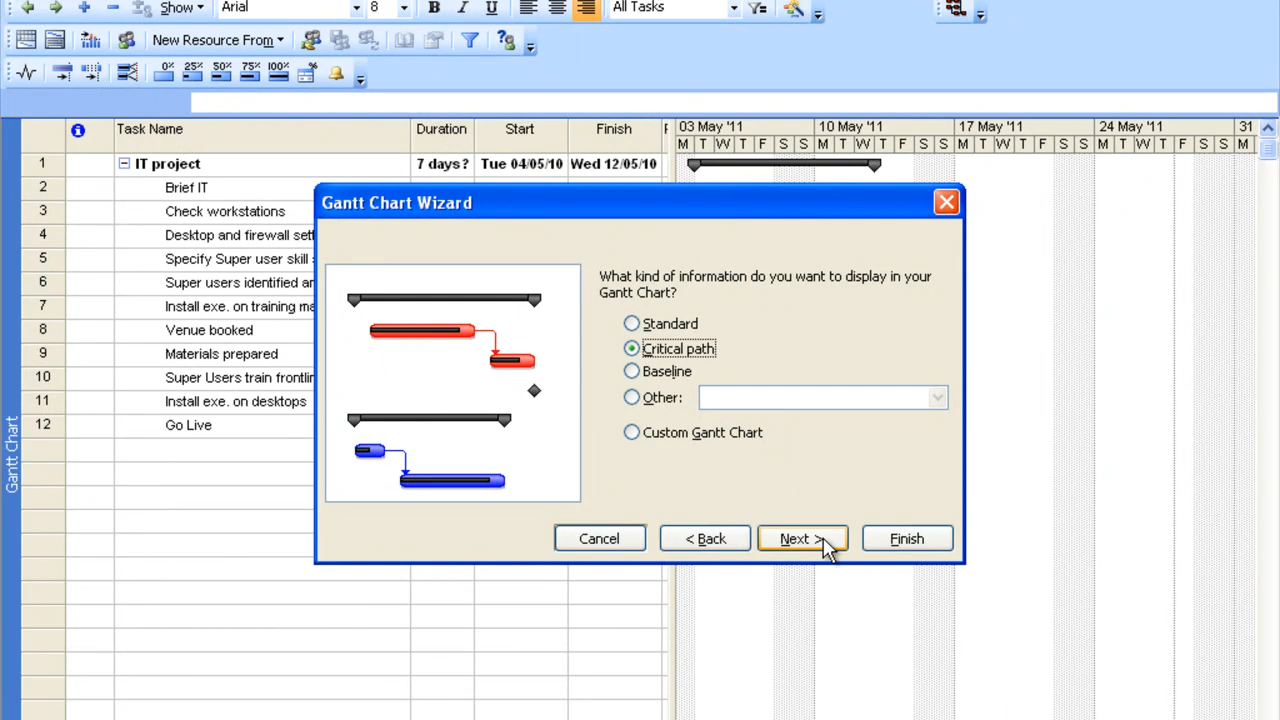 Show Arial 8 B I U All Tasks
New Resource From
0% 25% 50% 75% 100%
Task Name Duration Start Finish 03 May '11 10 May '11 17 May '11 24 May '11 31
M T W T F S S M T W T F S S M T W T F S S M T W T F S S M
1 IT project 7 days? Tue 04/05/10 Wed 12/05/10
2 Brief IT
3 Check workstations
4 Desktop and firewall sett
5 Specify Super user skill
6 Super users identified ar
7 Install exe. on training ma
8 Venue booked
9 Materials prepared
10 Super Users train frontlin
11 Install exe. on desktops
12 Go Live
Gantt Chart
Gantt Chart Wizard
What kind of information do you want to display in your
Gantt Chart?
Standard
Critical path
Baseline
Other:
Custom Gantt Chart
Cancel < Back Next > Finish